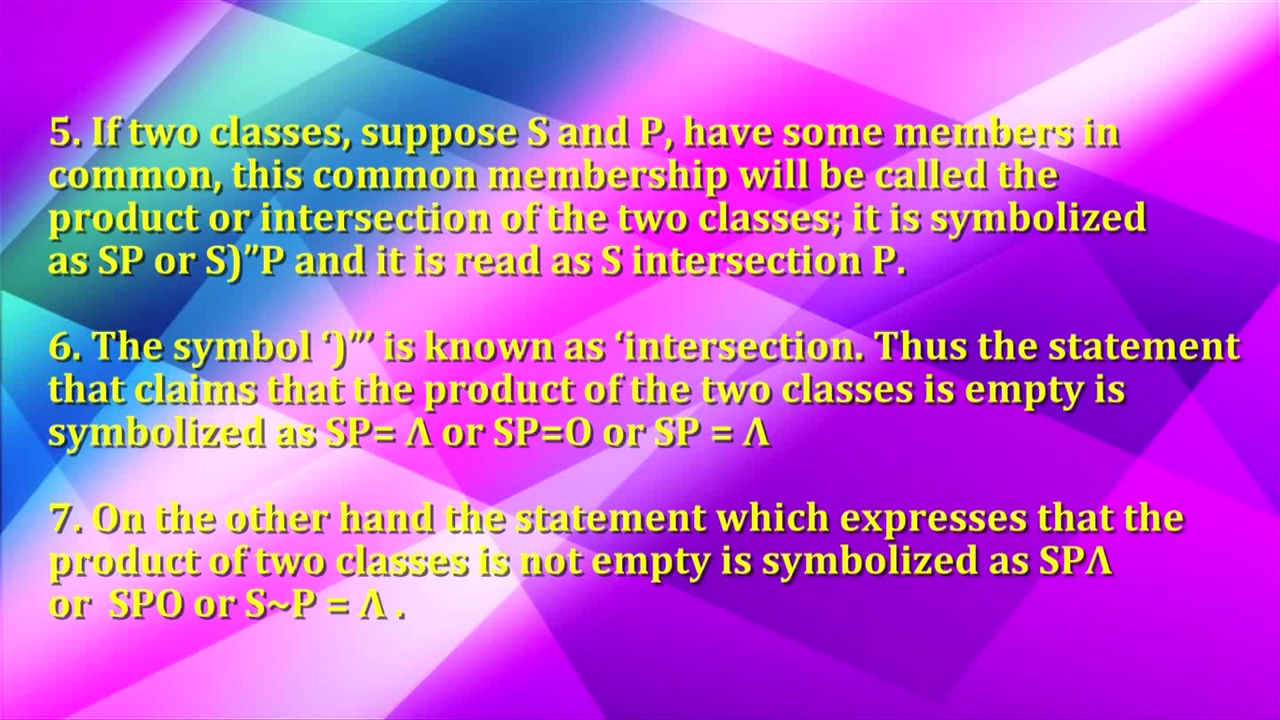 5. If two classes, suppose S and P, have some members in
common, this common membership will be called the
product or intersection of the two classes; it is symbolized
as SP or S)”P and it is read as S intersection P.
6. The symbol ‘)”’ is known as ‘intersection. Thus the statement
that claims that the product of the two classes is empty is
symbolized as SP= Λ or SP=O or SP = Λ
7. On the other hand the statement which expresses that the
product of two classes is not empty is symbolized as SPΛ
or  SPO or S~P = Λ .